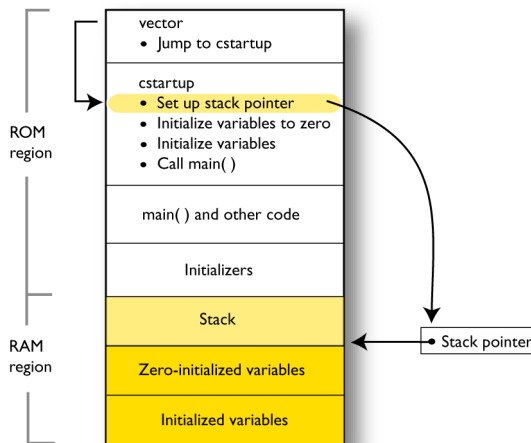 vector
• Jump to cstartup
cstartup
• Set up stack pointer
• Initialize variables to zero
• Initialize variables
• Call main( )
ROM
region
main( ) and other code
Initializers
Stack
RAM
region
Stack pointer
Zero-initialized variables
Initialized variables